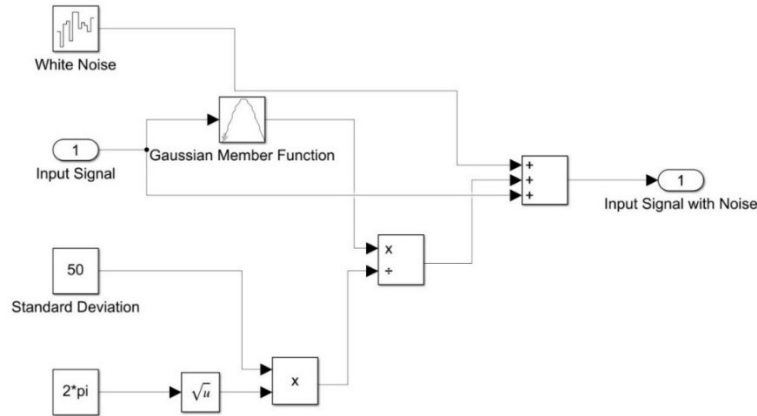 White Noise
1
Input Signal
Gaussian Member Function
+
+
+
1
Input Signal with Noise
x
÷
50
Standard Deviation
x
2*pi
√u